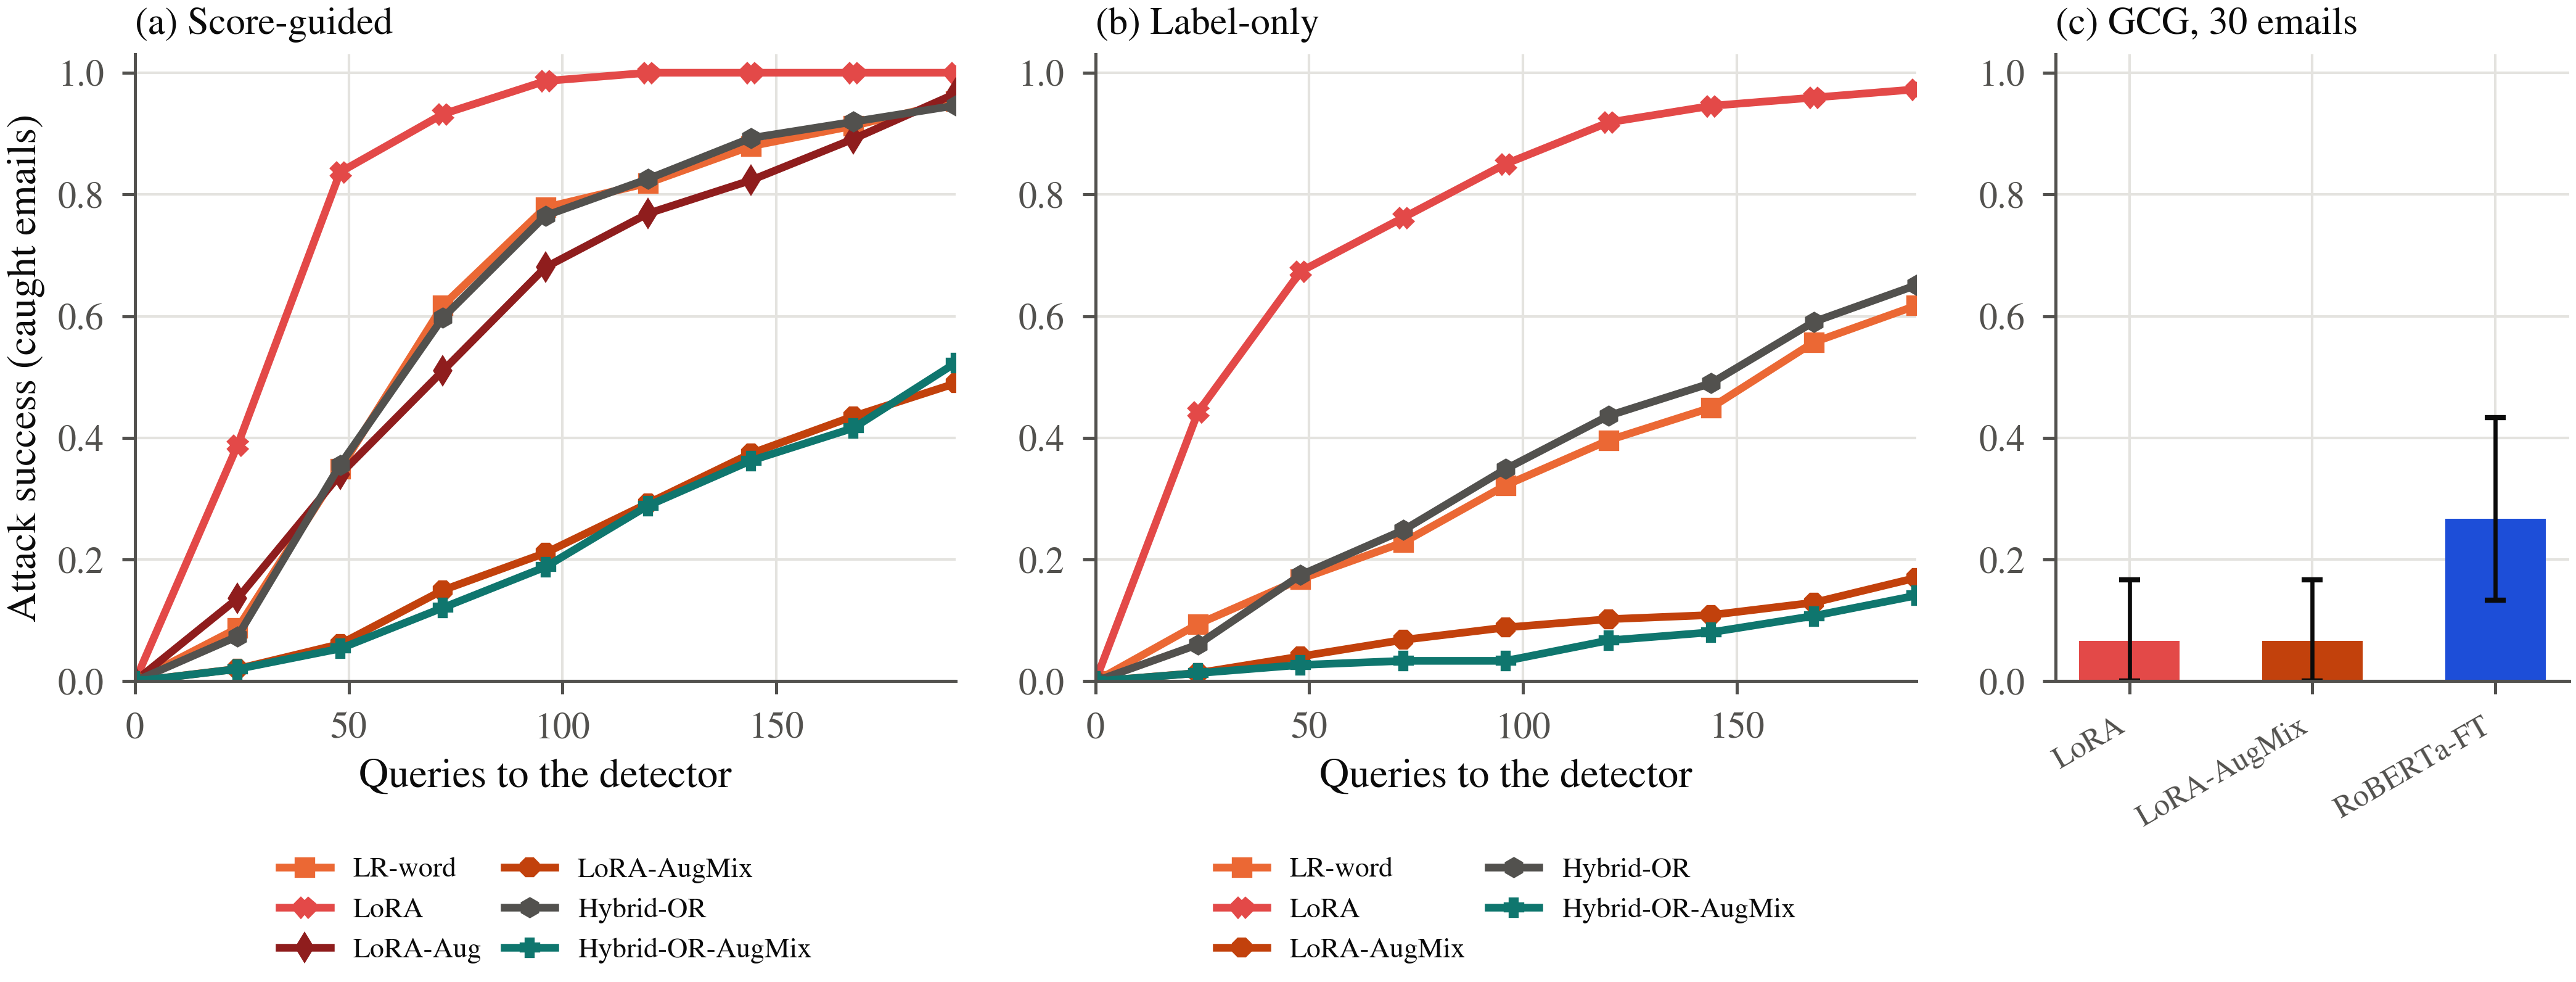 (a) Score-guided
Attack success (caught emails)
1.0
0.8
0.6
0.4
0.2
0.0
0 50 100 150
Queries to the detector
LR-word
LoRA
LoRA-Aug
LoRA-AugMix
Hybrid-OR
Hybrid-OR-AugMix
(b) Label-only
1.0
0.8
0.6
0.4
0.2
0.0
0 50 100 150
Queries to the detector
LR-word
LoRA
LoRA-AugMix
Hybrid-OR
Hybrid-OR-AugMix
(c) GCG, 30 emails
1.0
0.8
0.6
0.4
0.2
0.0
LoRA
LoRA-AugMix
RoBERTa-FT